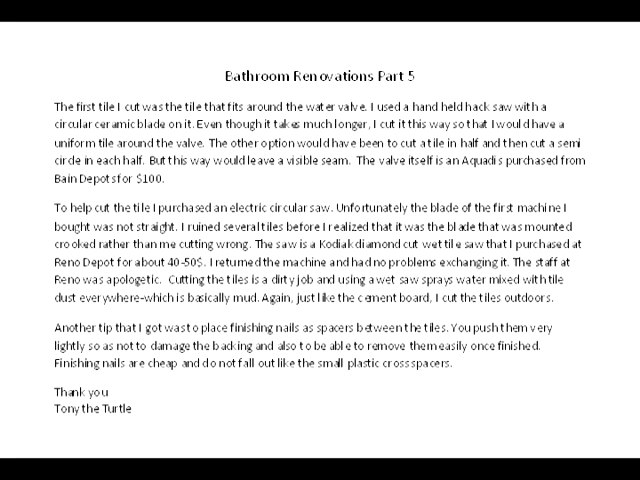 Bathroom Renovations Part 5
The first tile I cut was the tile that fits around the water valve. I used a hand held hack saw with a
circular ceramic blade on it. Even though it takes much longer, I cut it this way so that I would have a
uniform tile around the valve. The other option would have been to cut a tile in half and then cut a semi
circle in each half. But this way would leave a visible seam. The valve itself is an Aquadis purchased from
Bain Depots for $100.
To help cut the tile I purchased an electric circular saw. Unfortunately the blade of the first machine I
bought was not straight. I ruined several tiles before I realized that it was the blade that was mounted
crooked rather than me cutting wrong. The saw is a Kodiak diamond cut wet tile saw that I purchased at
Reno Depot for about 40-50$. I returned the machine and had no problems exchanging it. The staff at
Reno was apologetic. Cutting the tiles is a dirty job and using a wet saw sprays water mixed with tile
dust everywhere-which is basically mud. Again, just like the cement board, I cut the tiles outdoors.
Another tip that I got was to place finishing nails as spacers between the tiles. You push them very
lightly so as not to damage the backing and also to be able to remove them easily once finished.
Finishing nails are cheap and do not fall out like the small plastic cross spacers.
Thank you
Tony the Turtle